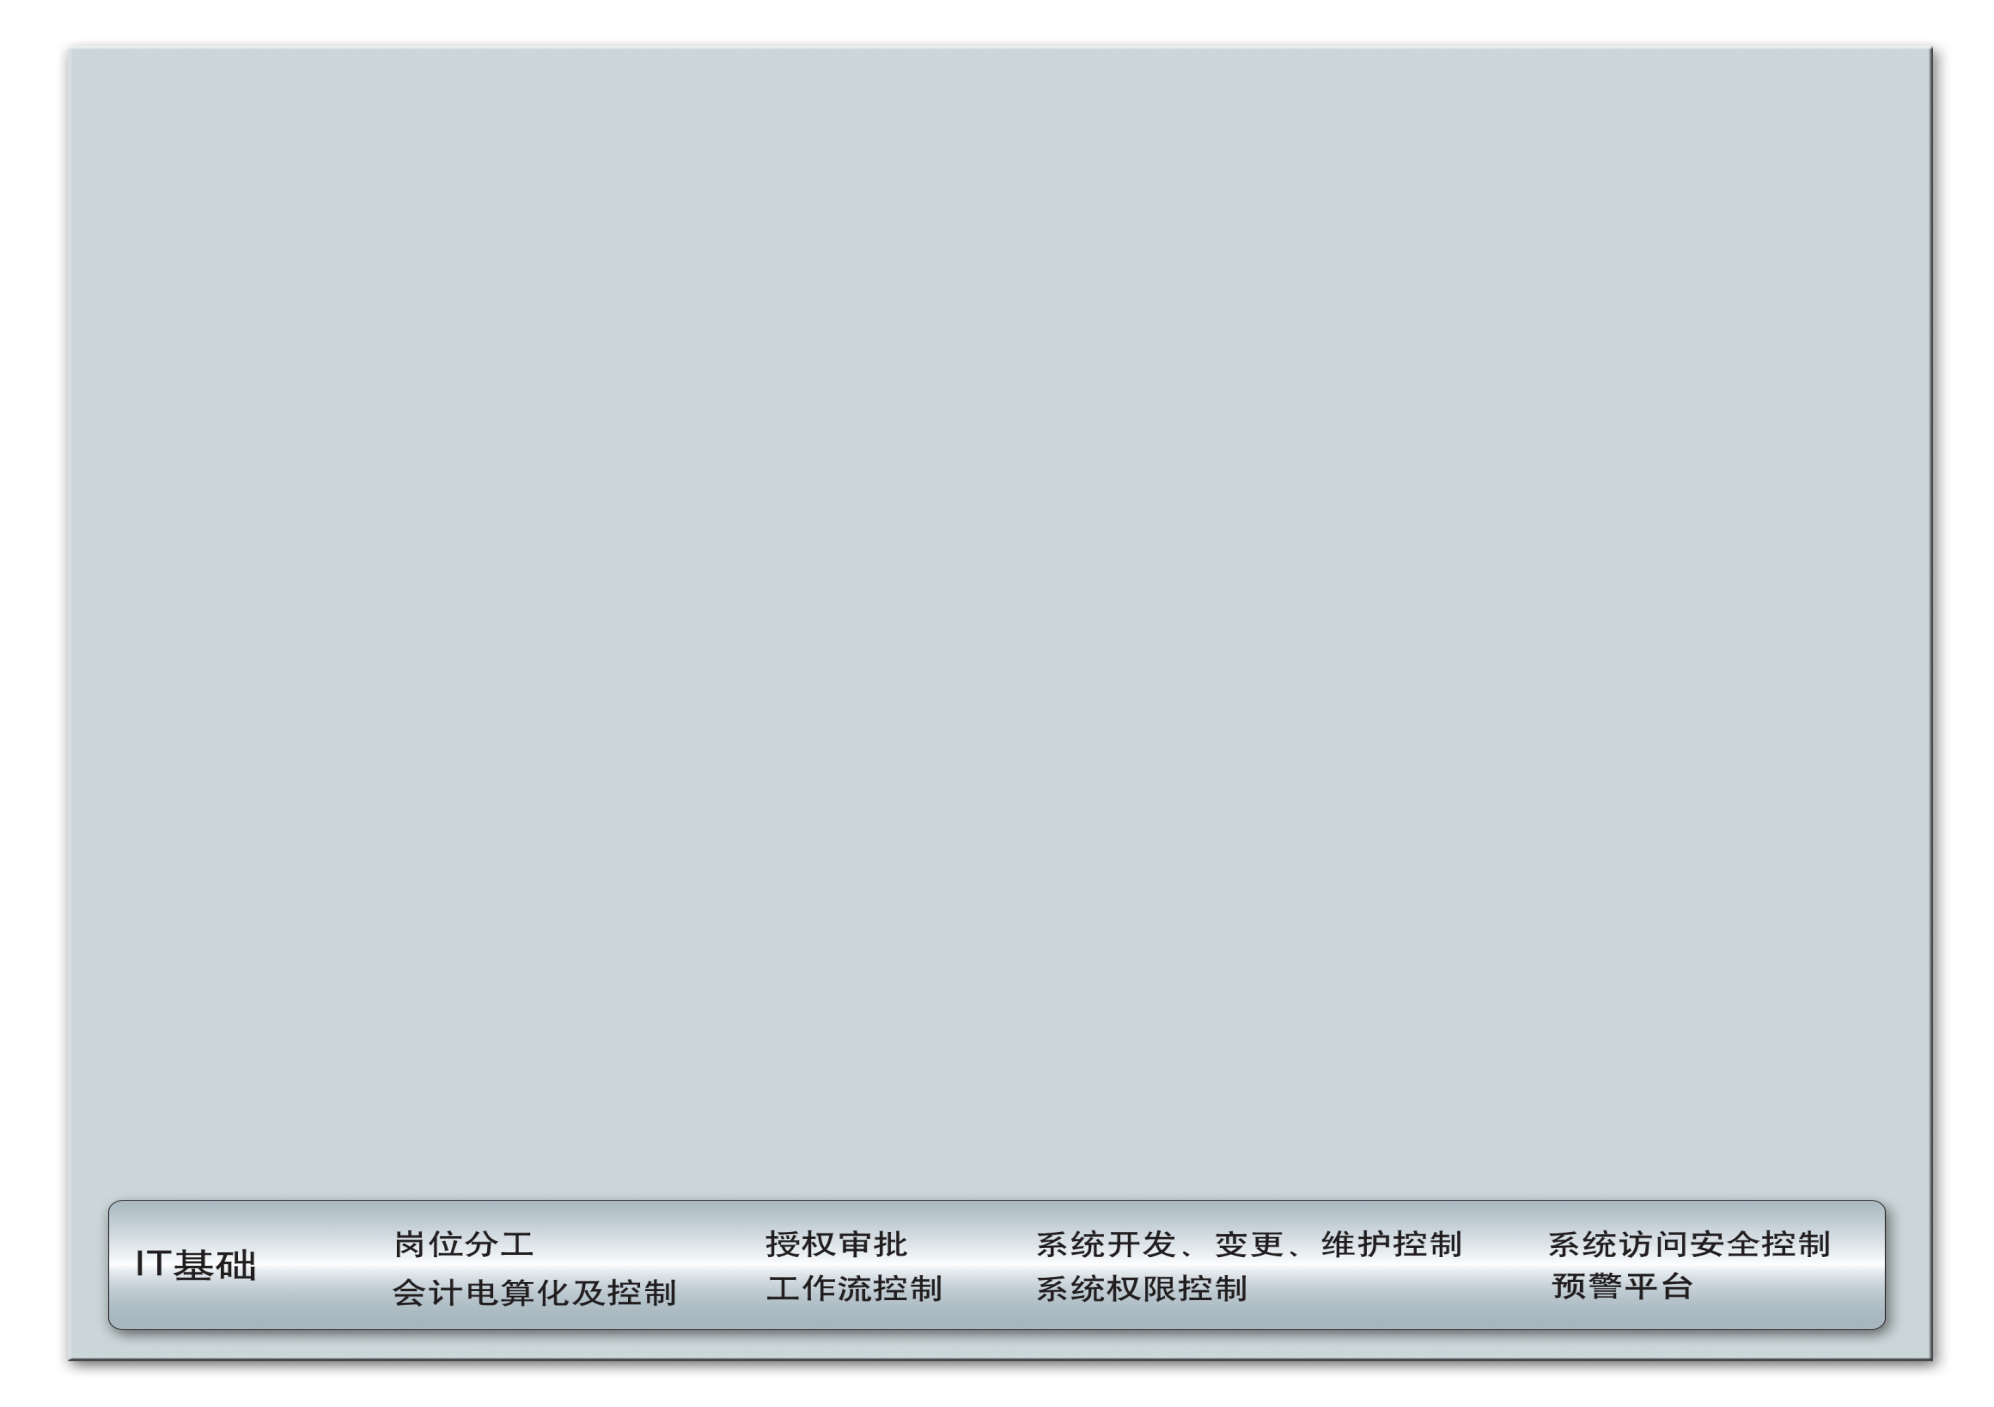 IT基础
岗位分工
会计电算化及控制
授权审批
工作流控制
系统开发、变更、维护控制
系统权限控制
系统访问安全控制
预警平台